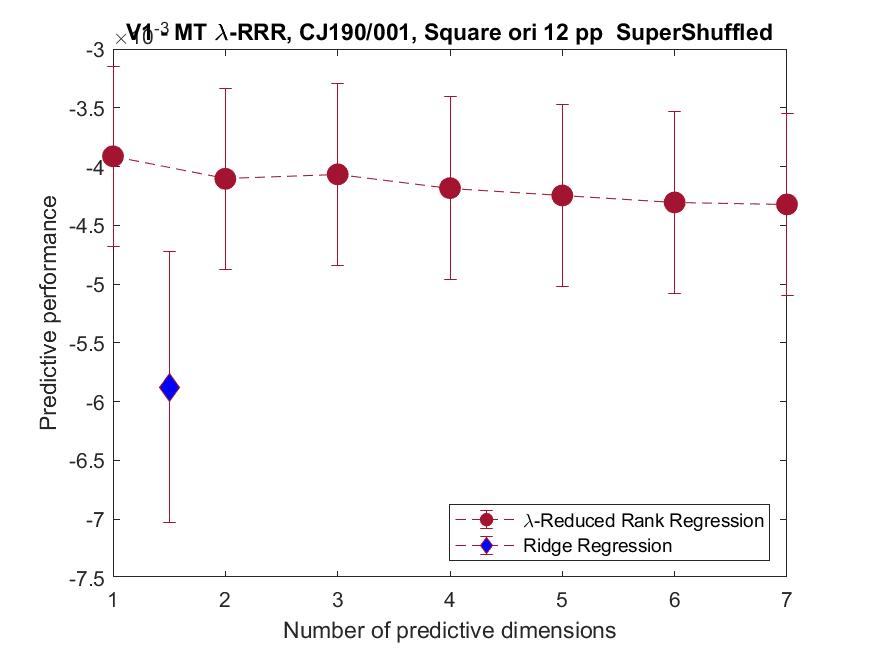 V1 - MT λ-RRR, CJ190/001, Square ori 12 pp SuperShuffled
×10-3
-3
-3.5
-4
-4.5
-5
-5.5
-6
-6.5
-7
-7.5
Predictive performance
λ-Reduced Rank Regression
Ridge Regression
1 2 3 4 5 6 7
Number of predictive dimensions